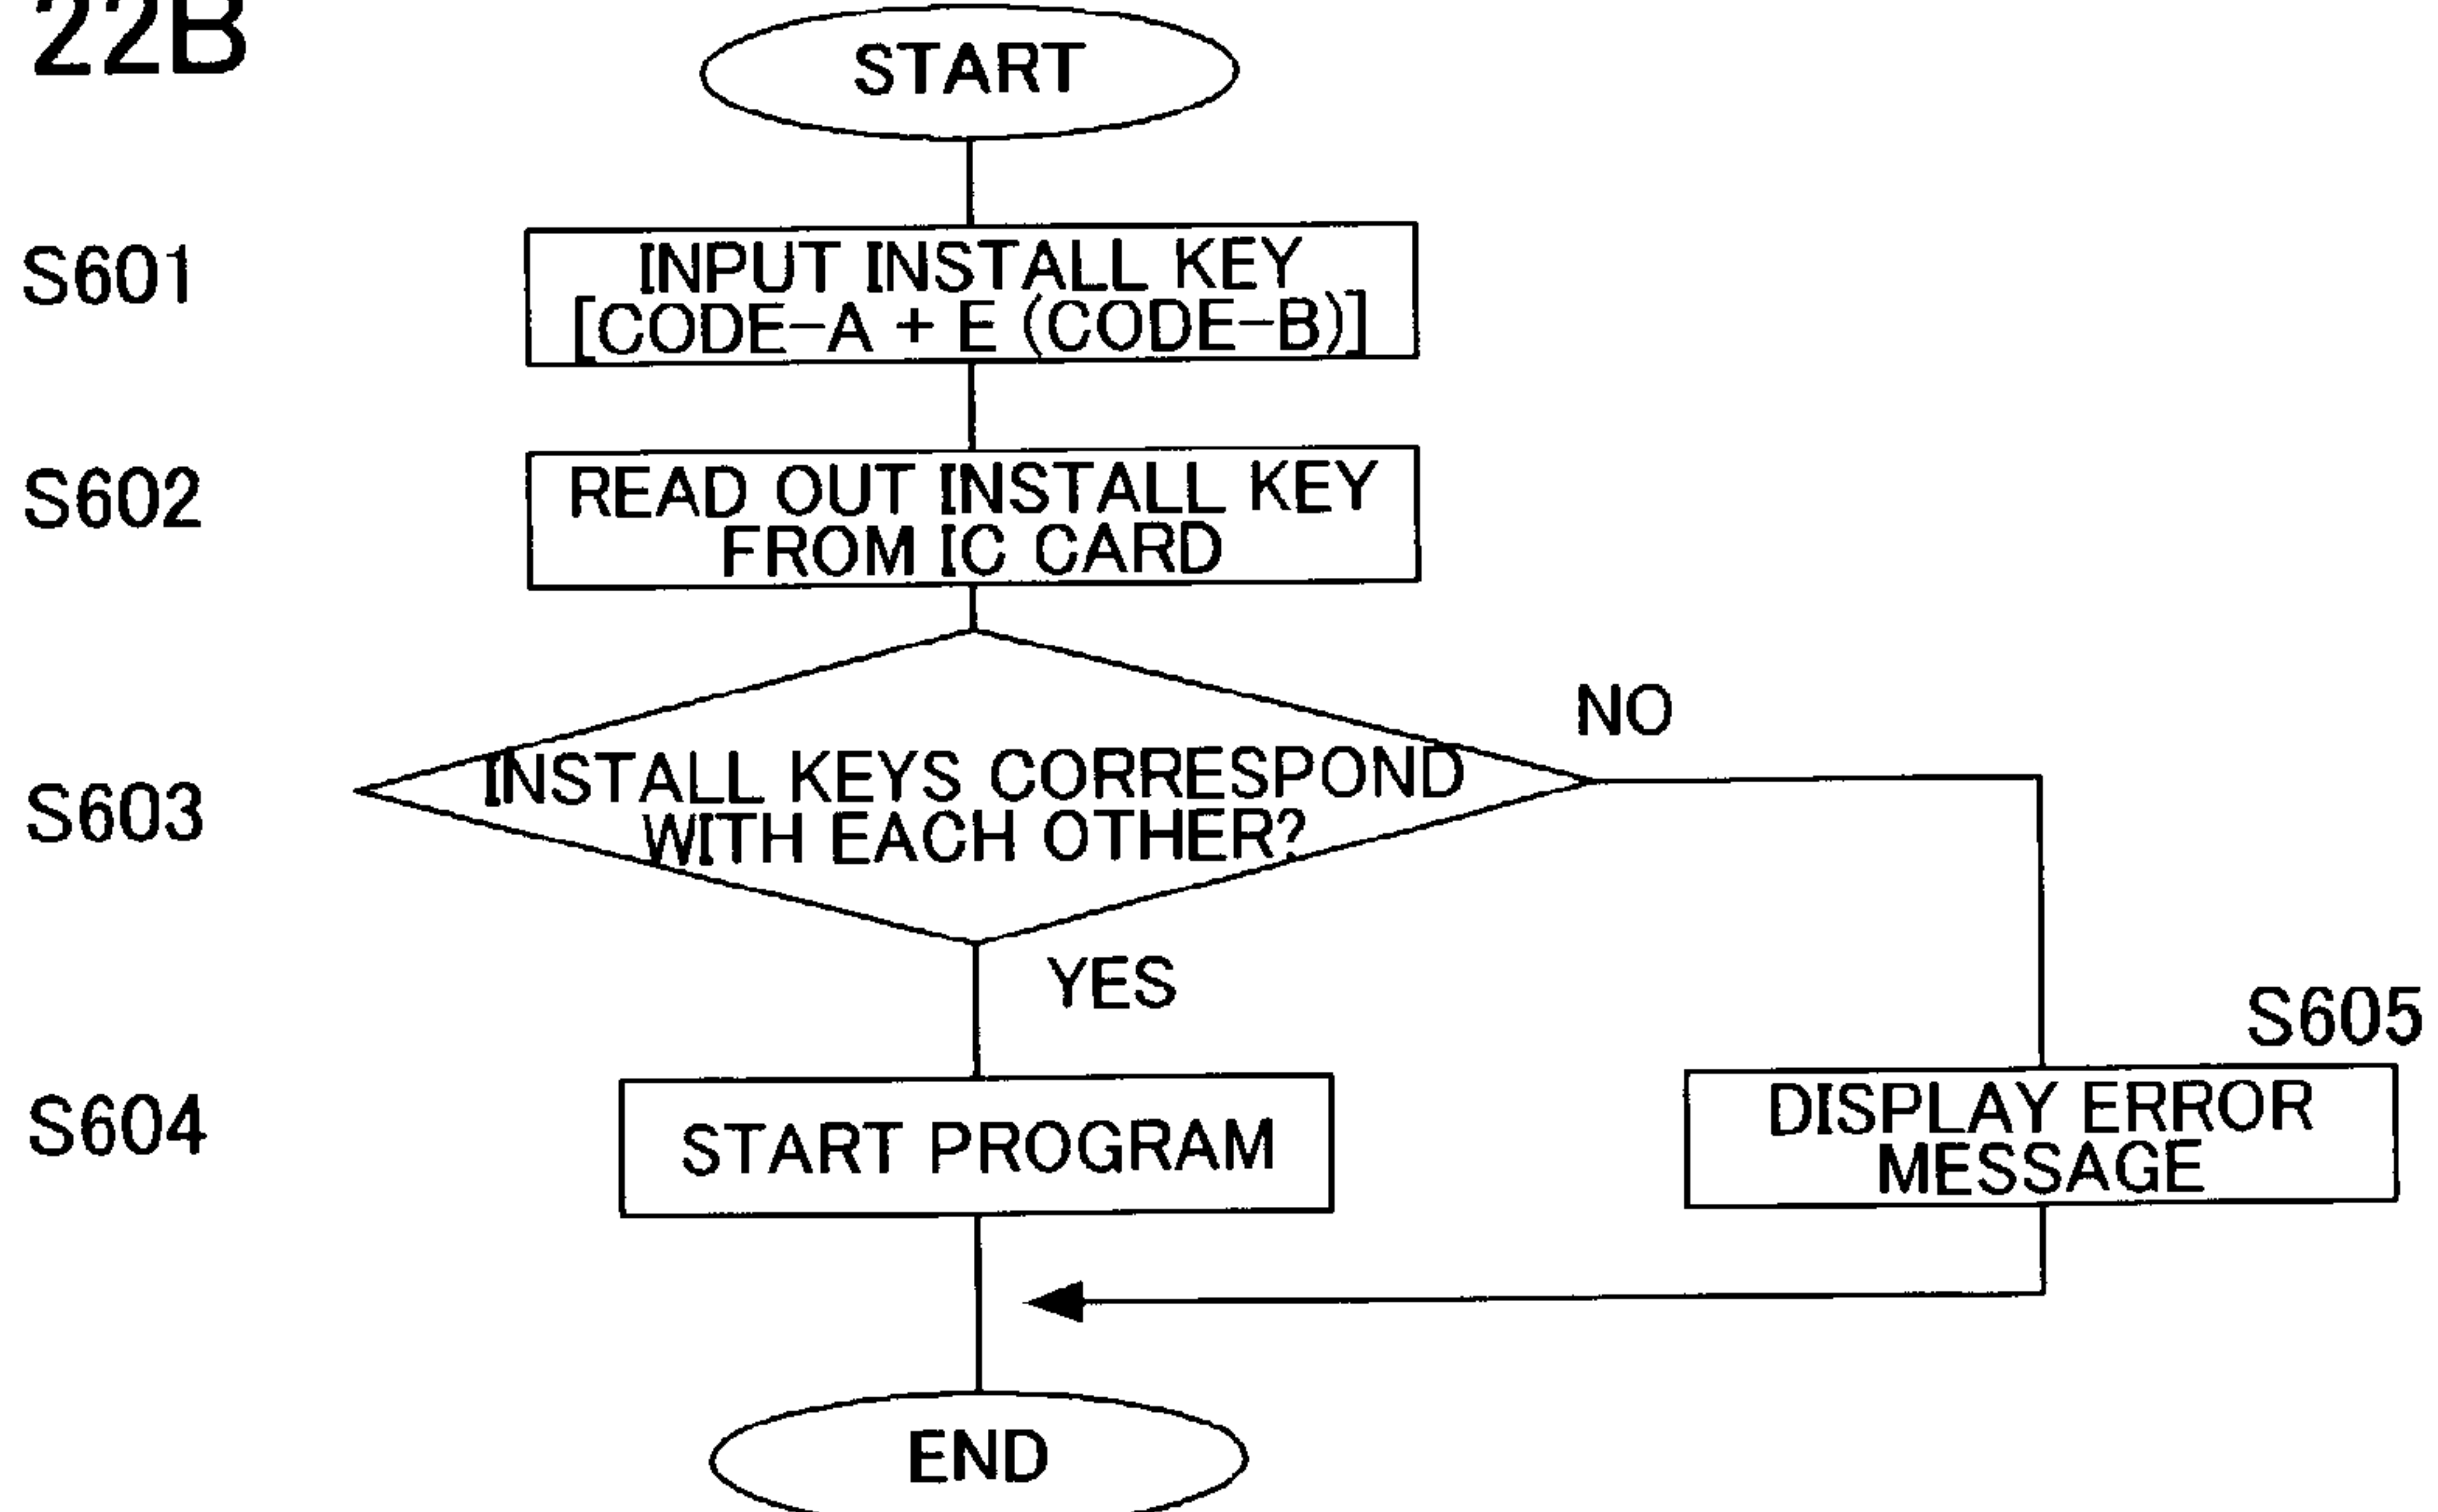 22B
START
S601
INPUT INSTALL KEY
[CODE-A + E (CODE-B)]
S602
READ OUT INSTALL KEY
FROM IC CARD
NO
S603
INSTALL KEYS CORRESPOND
WITH EACH OTHER?
YES
S605
S604
START PROGRAM
DISPLAY ERROR
MESSAGE
END